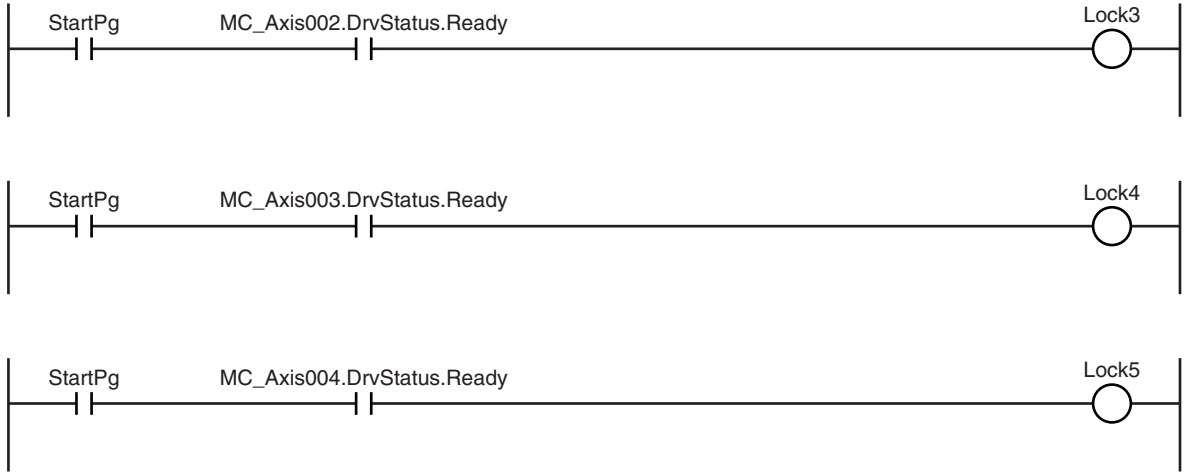 StartPg MC_Axis002.DrvStatus.Ready Lock3
StartPg MC_Axis003.DrvStatus.Ready Lock4
StartPg MC_Axis004.DrvStatus.Ready Lock5